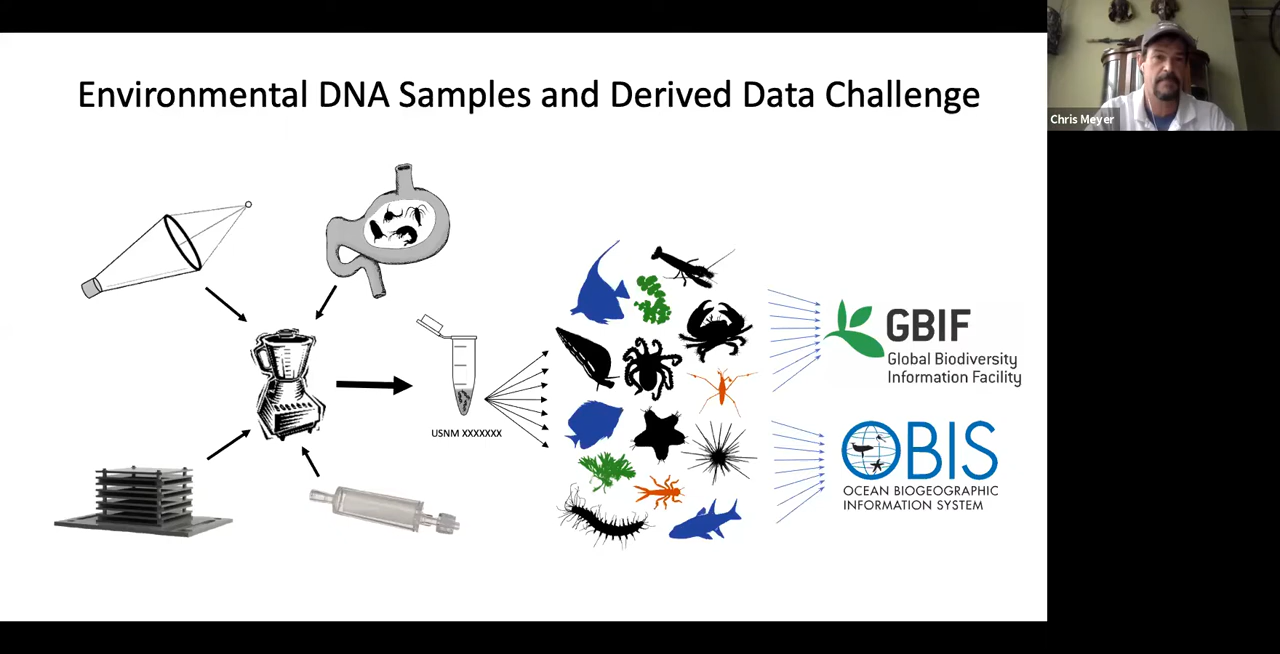 Environmental DNA Samples and Derived Data Challenge
Chris Meyer
USNM XXXXXXX
GBIF
Global Biodiversity
Information Facility
OBIS
OCEAN BIOGEOGRAPHIC
INFORMATION SYSTEM